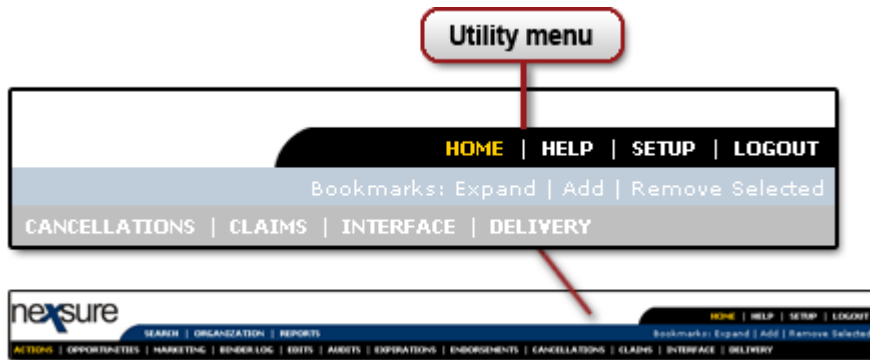 Utility menu
HOME | HELP | SETUP | LOGOUT
Bookmarks: Expand | Add | Remove Selected
CANCELLATIONS | CLAIMS | INTERFACE | DELIVERY
nexsure
HOME | HELP | SETUP | LOGOUT
SEARCH | ORGANIZATION | REPORTS
Bookmarks: Expand | Add | Remove Selected
ACTIONS | OPPORTUNITIES | MARKETING | BINDER LOG | EDITS | AUDITS | EXPIRATIONS | ENDORSEMENTS | CANCELLATIONS | CLAIMS | INTERFACE | DELIVERY